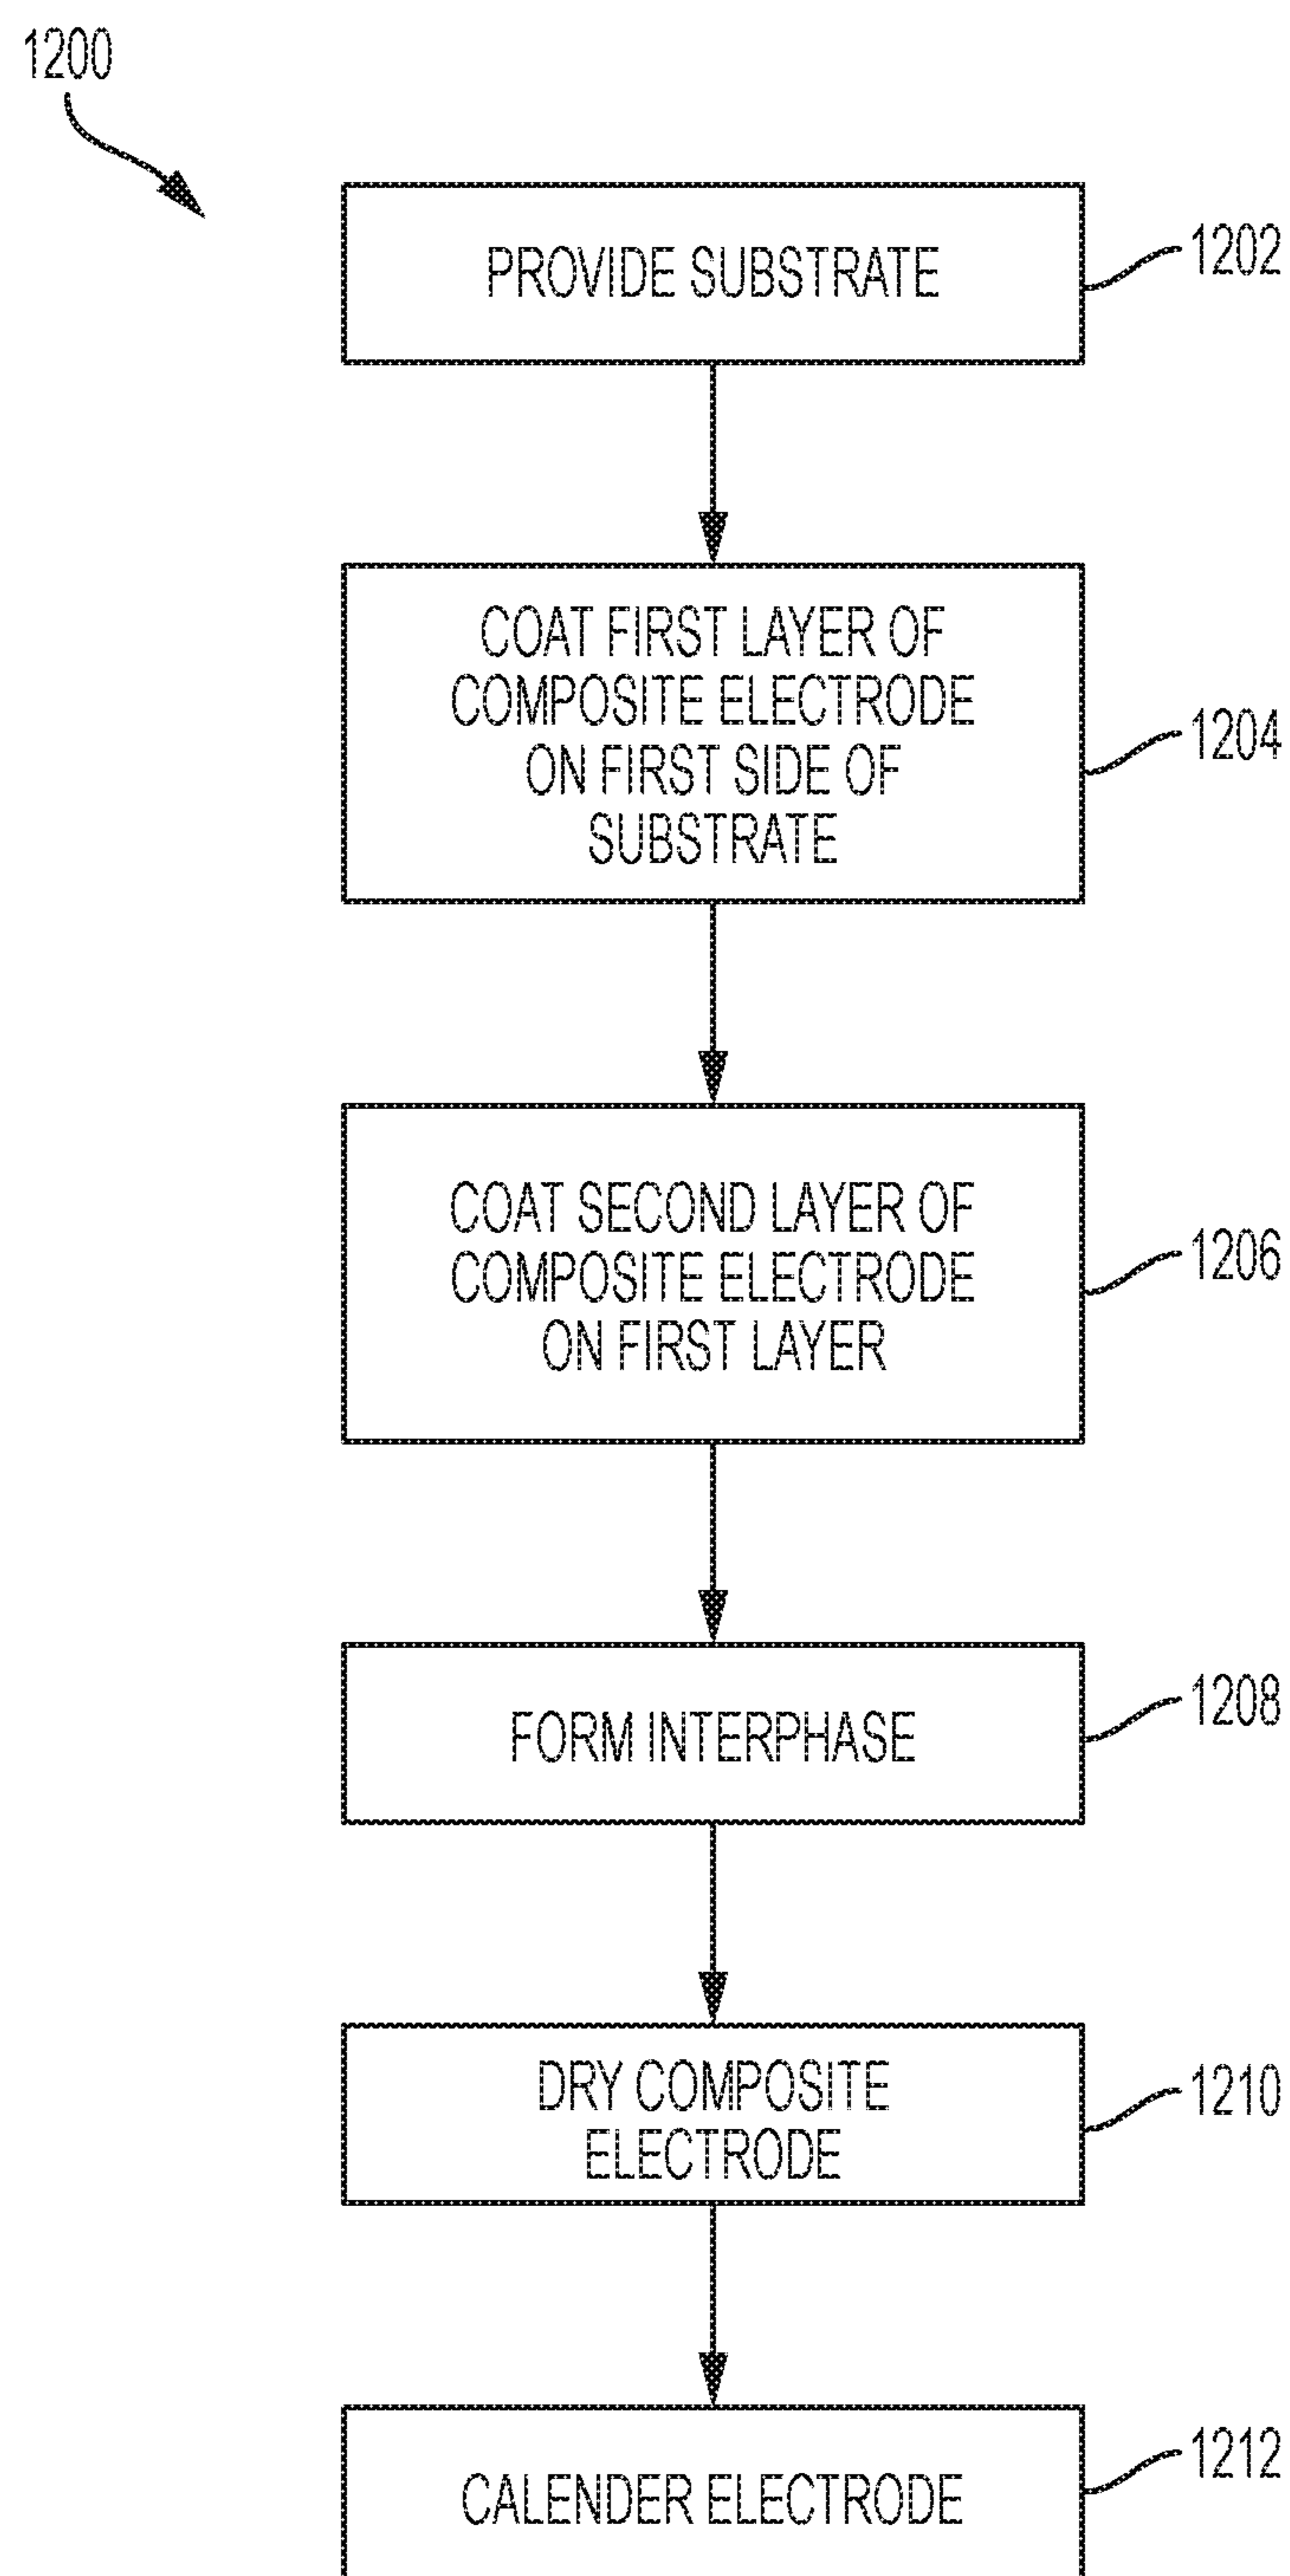 1200
PROVIDE SUBSTRATE
1202
COAT FIRST LAYER OF
COMPOSITE ELECTRODE
ON FIRST SIDE OF
SUBSTRATE
1204
COAT SECOND LAYER OF
COMPOSITE ELECTRODE
ON FIRST LAYER
1206
FORM INTERPHASE
1208
DRY COMPOSITE
ELECTRODE
1210
CALENDER ELECTRODE
1212